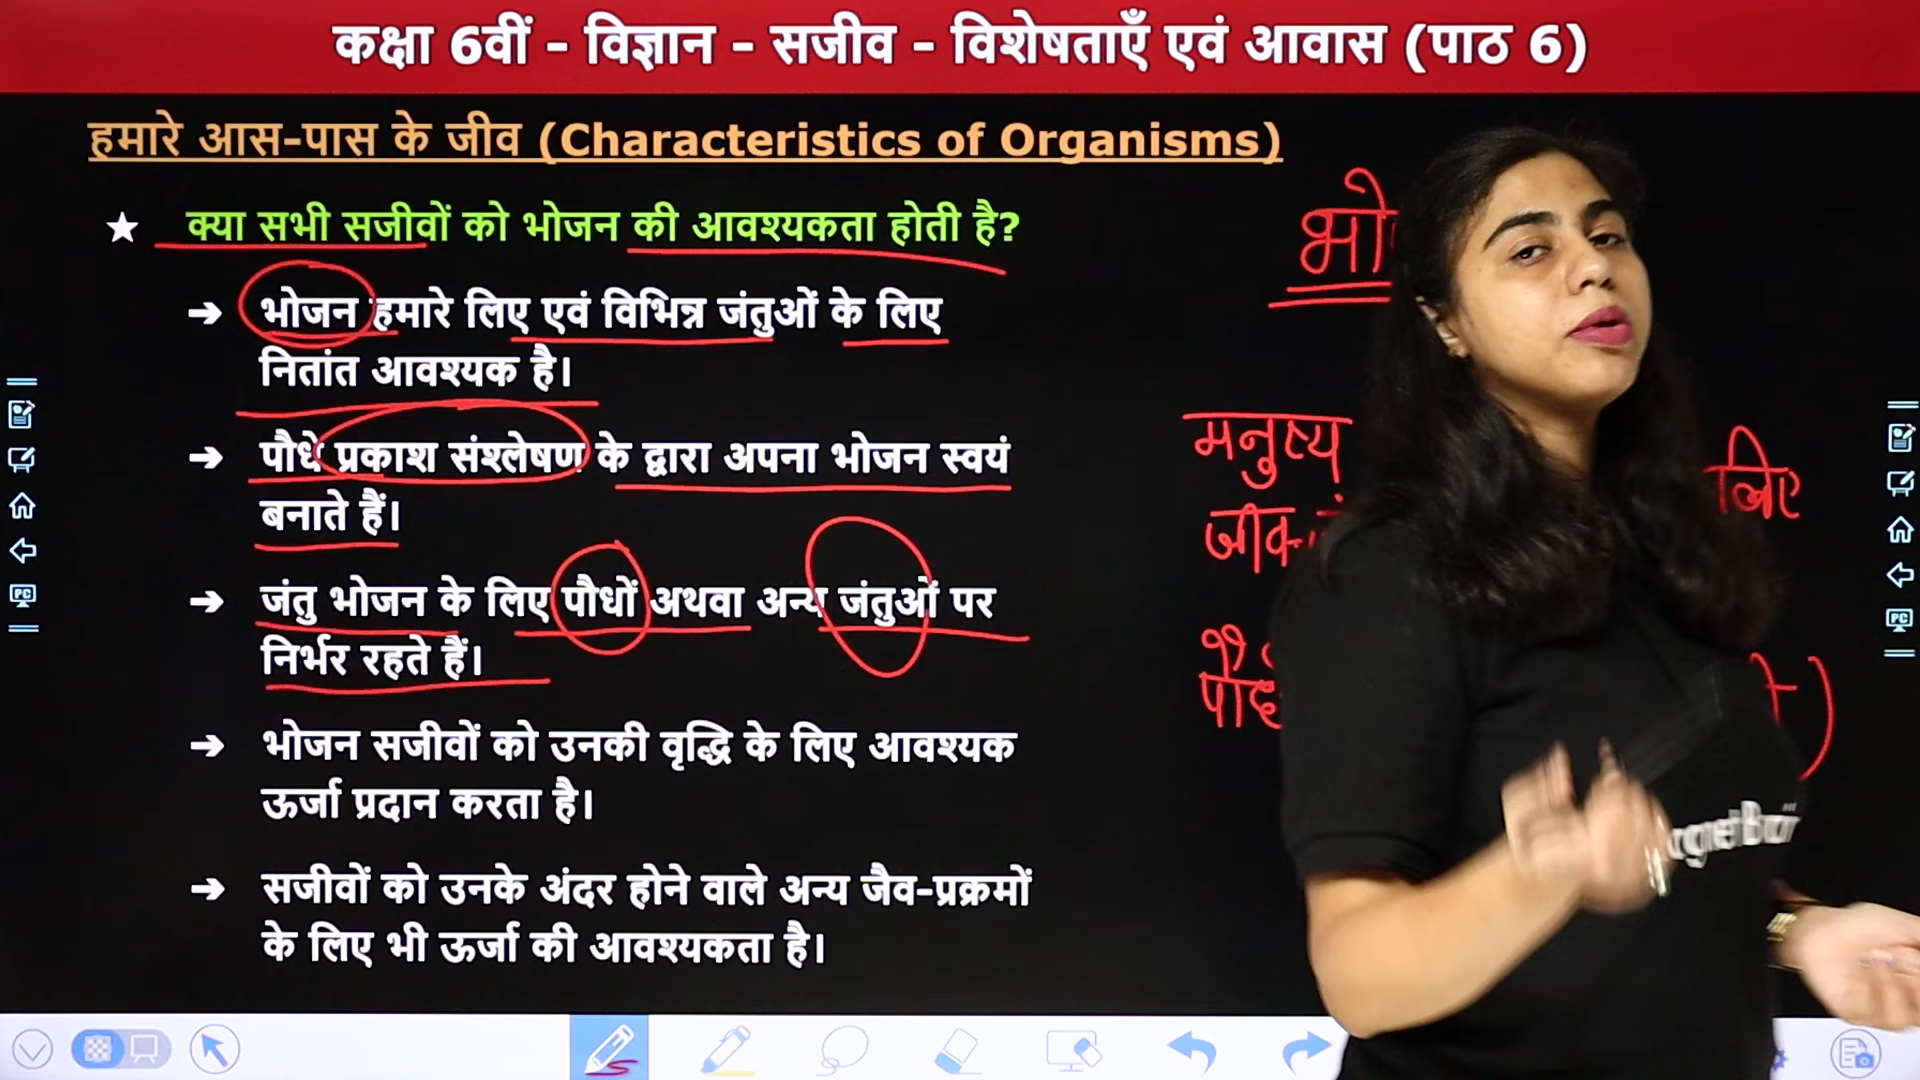 कक्षा 6वीं - विज्ञान - सजीव - विशेषताएँ एवं आवास (पाठ 6)
हमारे आस-पास के जीव (Characteristics of Organisms)
★ क्या सभी सजीवों को भोजन की आवश्यकता होती है?
➔ भोजन हमारे लिए एवं विभिन्न जंतुओं के लिए
नितांत आवश्यक है।
➔ पौधे प्रकाश संश्लेषण के द्वारा अपना भोजन स्वयं
बनाते हैं।
➔ जंतु भोजन के लिए पौधों अथवा अन्य जंतुओं पर
निर्भर रहते हैं।
➔ भोजन सजीवों को उनकी वृद्धि के लिए आवश्यक
ऊर्जा प्रदान करता है।
➔ सजीवों को उनके अंदर होने वाले अन्य जैव-प्रक्रमों
के लिए भी ऊर्जा की आवश्यकता है।
मनुष्य
लिए
PC
PC